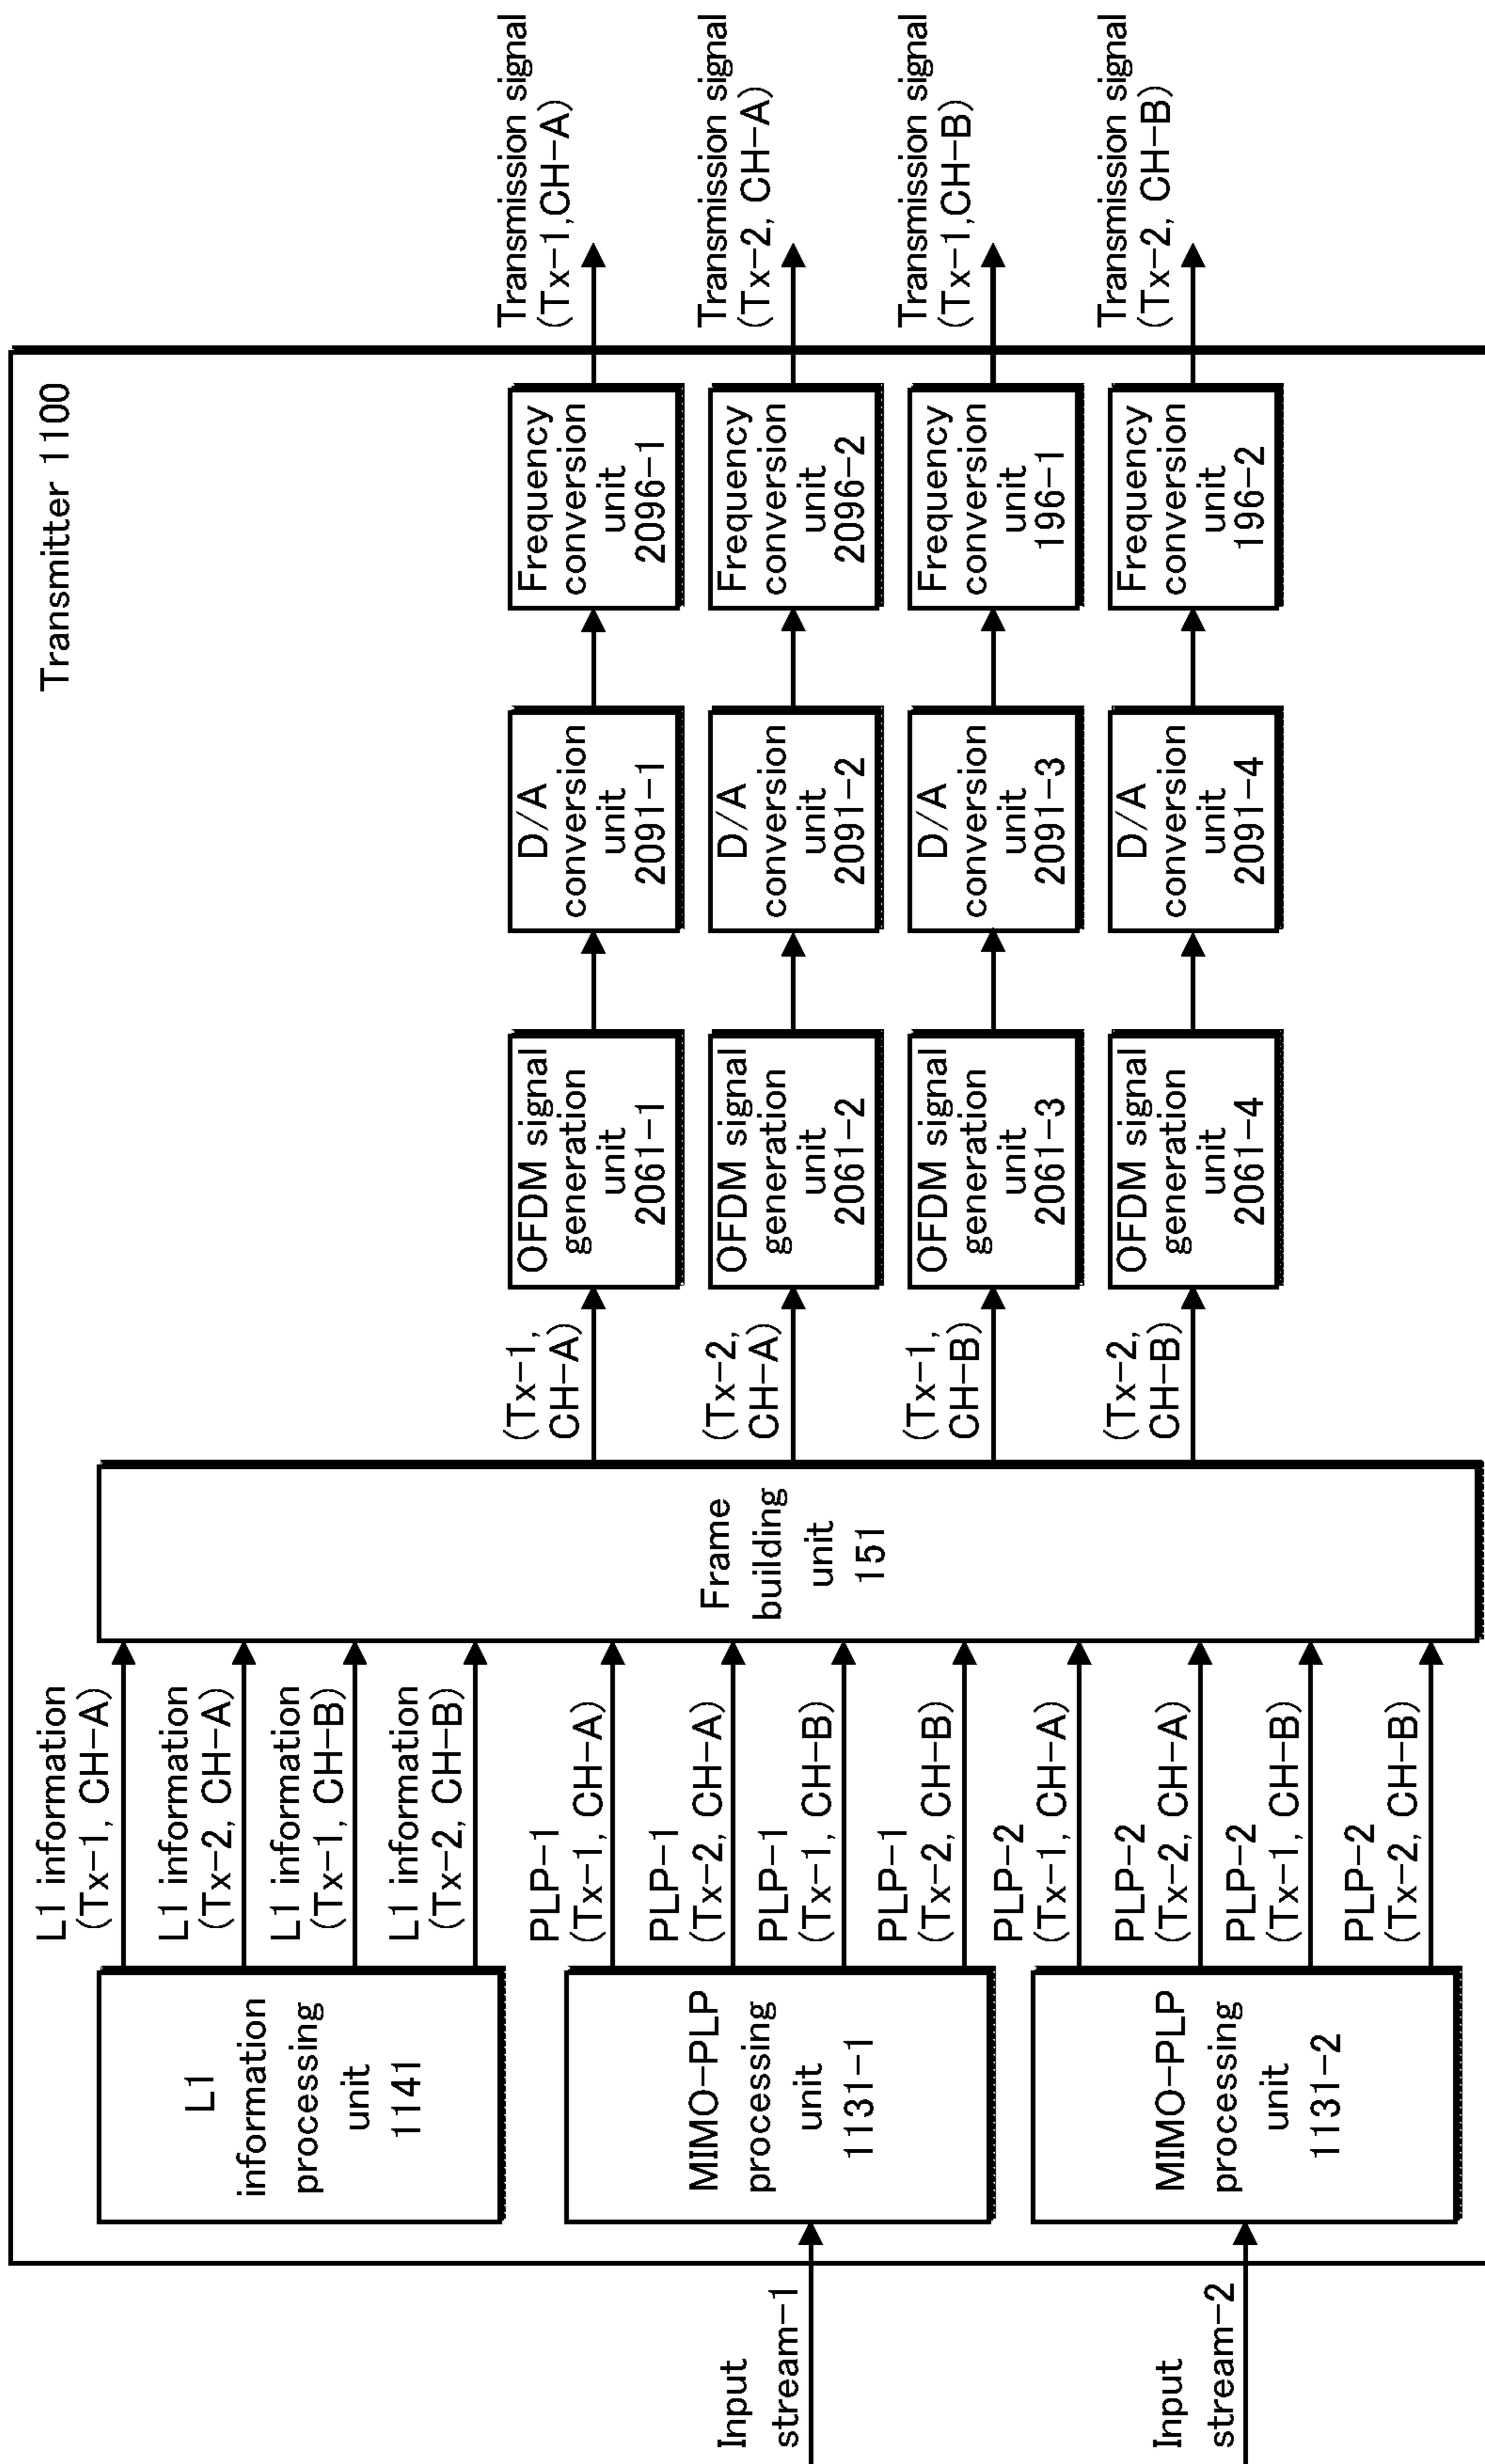 Transmitter 1100
Input
stream-1
Input
stream-2
L1
information
processing
unit
1141
MIMO-PLP
processing
unit
1131-1
MIMO-PLP
processing
unit
1131-2
L1 information
(Tx-1, CH-A)
L1 information
(Tx-2, CH-A)
L1 information
(Tx-1, CH-B)
L1 information
(Tx-2, CH-B)
PLP-1
(Tx-1, CH-A)
PLP-1
(Tx-2, CH-A)
PLP-1
(Tx-1, CH-B)
PLP-1
(Tx-2, CH-B)
PLP-2
(Tx-1, CH-A)
PLP-2
(Tx-2, CH-A)
PLP-2
(Tx-1, CH-B)
PLP-2
(Tx-2, CH-B)
Frame
building
unit
151
(Tx-1,
CH-A)
(Tx-2,
CH-A)
(Tx-1,
CH-B)
(Tx-2,
CH-B)
OFDM signal
generation
unit
2061-1
OFDM signal
generation
unit
2061-2
OFDM signal
generation
unit
2061-3
OFDM signal
generation
unit
2061-4
D/A
conversion
unit
2091-1
D/A
conversion
unit
2091-2
D/A
conversion
unit
2091-3
D/A
conversion
unit
2091-4
Frequency
conversion
unit
2096-1
Frequency
conversion
unit
2096-2
Frequency
conversion
unit
196-1
Frequency
conversion
unit
196-2
Transmission signal
(Tx-1,CH-A)
Transmission signal
(Tx-2, CH-A)
Transmission signal
(Tx-1,CH-B)
Transmission signal
(Tx-2, CH-B)